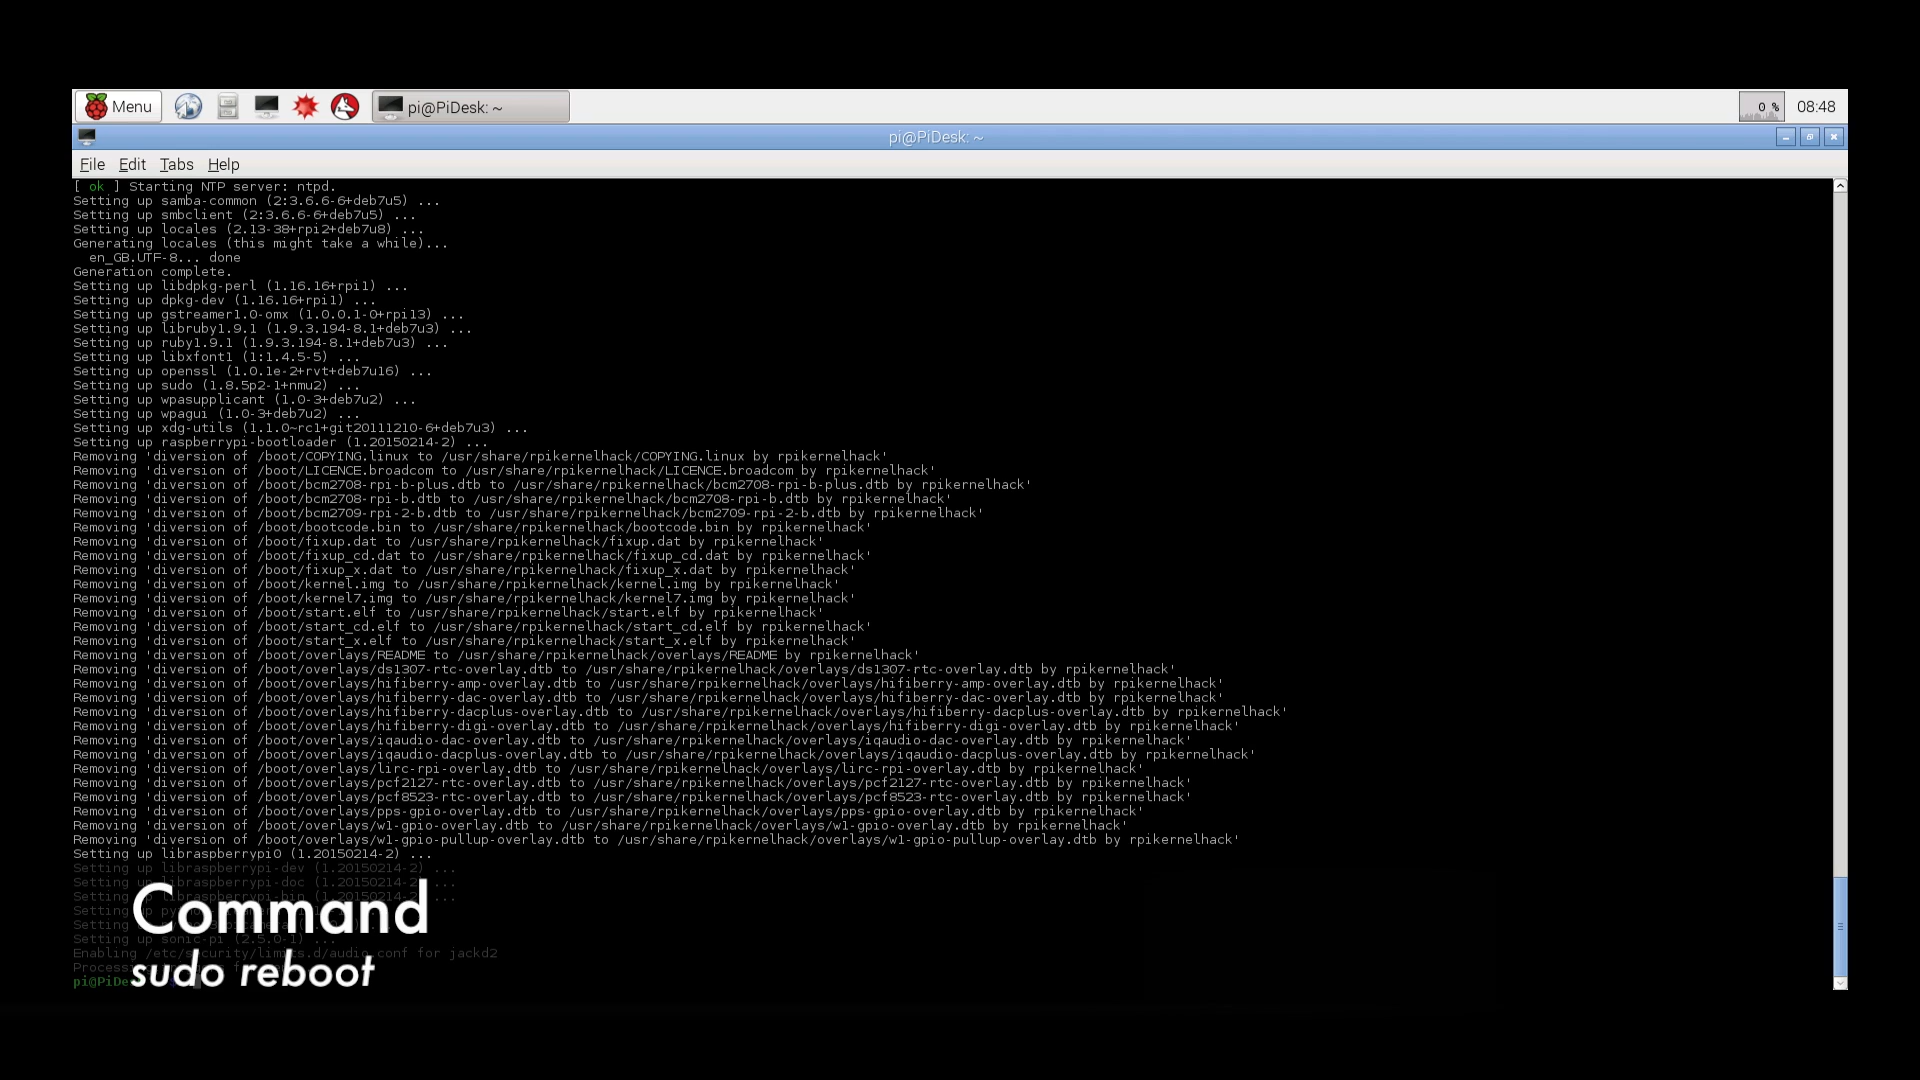 Menu
pi@PiDesk: ~
0 %
08:48
pi@PiDesk: ~
File Edit Tabs Help
[ ok ] Starting NTP server: ntpd.
Setting up samba-common (2:3.6.6-6+deb7u5) ...
Setting up smbclient (2:3.6.6-6+deb7u5) ...
Setting up locales (2.13-38+rpi2+deb7u8) ...
Generating locales (this might take a while)...
  en_GB.UTF-8... done
Generation complete.
Setting up libdpkg-perl (1.16.16+rpi1) ...
Setting up dpkg-dev (1.16.16+rpi1) ...
Setting up gstreamer1.0-omx (1.0.0.1-0+rpi13) ...
Setting up libruby1.9.1 (1.9.3.194-8.1+deb7u3) ...
Setting up ruby1.9.1 (1.9.3.194-8.1+deb7u3) ...
Setting up libxfont1 (1:1.4.5-5) ...
Setting up openssl (1.0.1e-2+rvt+deb7u16) ...
Setting up sudo (1.8.5p2-1+nmu2) ...
Setting up wpasupplicant (1.0-3+deb7u2) ...
Setting up wpagui (1.0-3+deb7u2) ...
Setting up xdg-utils (1.1.0~rc1+git20111210-6+deb7u3) ...
Setting up raspberrypi-bootloader (1.20150214-2) ...
Removing 'diversion of /boot/COPYING.linux to /usr/share/rpikernelhack/COPYING.linux by rpikernelhack'
Removing 'diversion of /boot/LICENCE.broadcom to /usr/share/rpikernelhack/LICENCE.broadcom by rpikernelhack'
Removing 'diversion of /boot/bcm2708-rpi-b-plus.dtb to /usr/share/rpikernelhack/bcm2708-rpi-b-plus.dtb by rpikernelhack'
Removing 'diversion of /boot/bcm2708-rpi-b.dtb to /usr/share/rpikernelhack/bcm2708-rpi-b.dtb by rpikernelhack'
Removing 'diversion of /boot/bcm2709-rpi-2-b.dtb to /usr/share/rpikernelhack/bcm2709-rpi-2-b.dtb by rpikernelhack'
Removing 'diversion of /boot/bootcode.bin to /usr/share/rpikernelhack/bootcode.bin by rpikernelhack'
Removing 'diversion of /boot/fixup.dat to /usr/share/rpikernelhack/fixup.dat by rpikernelhack'
Removing 'diversion of /boot/fixup_cd.dat to /usr/share/rpikernelhack/fixup_cd.dat by rpikernelhack'
Removing 'diversion of /boot/fixup_x.dat to /usr/share/rpikernelhack/fixup_x.dat by rpikernelhack'
Removing 'diversion of /boot/kernel.img to /usr/share/rpikernelhack/kernel.img by rpikernelhack'
Removing 'diversion of /boot/kernel7.img to /usr/share/rpikernelhack/kernel7.img by rpikernelhack'
Removing 'diversion of /boot/start.elf to /usr/share/rpikernelhack/start.elf by rpikernelhack'
Removing 'diversion of /boot/start_cd.elf to /usr/share/rpikernelhack/start_cd.elf by rpikernelhack'
Removing 'diversion of /boot/start_x.elf to /usr/share/rpikernelhack/start_x.elf by rpikernelhack'
Removing 'diversion of /boot/overlays/README to /usr/share/rpikernelhack/overlays/README by rpikernelhack'
Removing 'diversion of /boot/overlays/ds1307-rtc-overlay.dtb to /usr/share/rpikernelhack/overlays/ds1307-rtc-overlay.dtb by rpikernelhack'
Removing 'diversion of /boot/overlays/hifiberry-amp-overlay.dtb to /usr/share/rpikernelhack/overlays/hifiberry-amp-overlay.dtb by rpikernelhack'
Removing 'diversion of /boot/overlays/hifiberry-dac-overlay.dtb to /usr/share/rpikernelhack/overlays/hifiberry-dac-overlay.dtb by rpikernelhack'
Removing 'diversion of /boot/overlays/hifiberry-dacplus-overlay.dtb to /usr/share/rpikernelhack/overlays/hifiberry-dacplus-overlay.dtb by rpikernelhack'
Removing 'diversion of /boot/overlays/hifiberry-digi-overlay.dtb to /usr/share/rpikernelhack/overlays/hifiberry-digi-overlay.dtb by rpikernelhack'
Removing 'diversion of /boot/overlays/iqaudio-dac-overlay.dtb to /usr/share/rpikernelhack/overlays/iqaudio-dac-overlay.dtb by rpikernelhack'
Removing 'diversion of /boot/overlays/iqaudio-dacplus-overlay.dtb to /usr/share/rpikernelhack/overlays/iqaudio-dacplus-overlay.dtb by rpikernelhack'
Removing 'diversion of /boot/overlays/lirc-rpi-overlay.dtb to /usr/share/rpikernelhack/overlays/lirc-rpi-overlay.dtb by rpikernelhack'
Removing 'diversion of /boot/overlays/pcf2127-rtc-overlay.dtb to /usr/share/rpikernelhack/overlays/pcf2127-rtc-overlay.dtb by rpikernelhack'
Removing 'diversion of /boot/overlays/pcf8523-rtc-overlay.dtb to /usr/share/rpikernelhack/overlays/pcf8523-rtc-overlay.dtb by rpikernelhack'
Removing 'diversion of /boot/overlays/pps-gpio-overlay.dtb to /usr/share/rpikernelhack/overlays/pps-gpio-overlay.dtb by rpikernelhack'
Removing 'diversion of /boot/overlays/w1-gpio-overlay.dtb to /usr/share/rpikernelhack/overlays/w1-gpio-overlay.dtb by rpikernelhack'
Removing 'diversion of /boot/overlays/w1-gpio-pullup-overlay.dtb to /usr/share/rpikernelhack/overlays/w1-gpio-pullup-overlay.dtb by rpikernelhack'
Setting up libraspberrypi0 (1.20150214-2) ...
Setting up libraspberrypi-dev (1.20150214-2) ...
Setting up libraspberrypi-doc (1.20150214-2) ...
Setting up libraspberrypi-bin (1.20150214-2) ...
Setting up
Setting
Setting up sonic-pi (2.5.0-1) ...
Enabling /etc/security/limits.d/audio.conf for jackd2
Command
sudo reboot